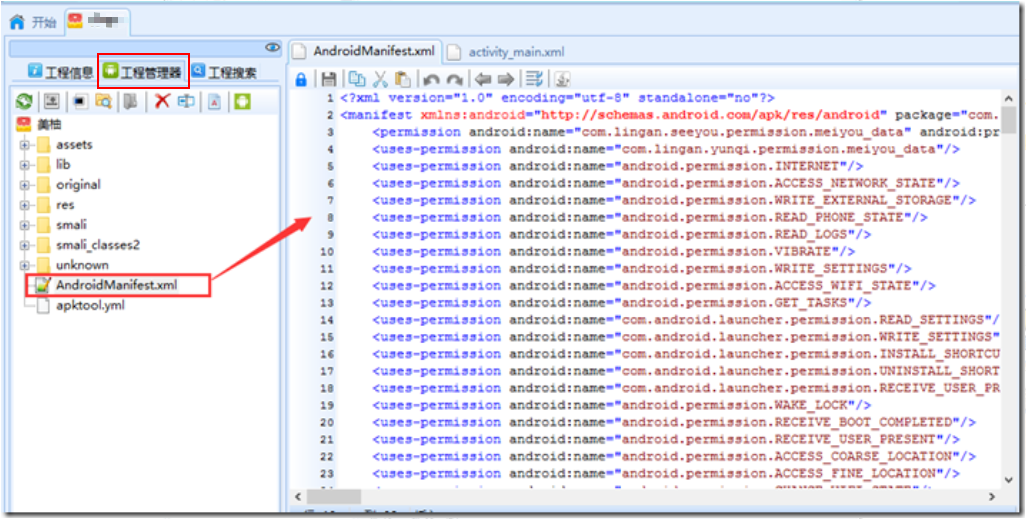 开始
工程信息 工程管理器 工程搜索
美柚
assets
lib
original
res
smali
smali_classes2
unknown
AndroidManifest.xml
apktool.yml
AndroidManifest.xml activity_main.xml
1 <?xml version="1.0" encoding="utf-8" standalone="no"?>
2 <manifest xmlns:android="http://schemas.android.com/apk/res/android" package="com.
3 <permission android:name="com.lingan.seeyou.permission.meiyou_data" android:pr
4 <uses-permission android:name="com.lingan.yunqi.permission.meiyou_data"/>
5 <uses-permission android:name="android.permission.INTERNET"/>
6 <uses-permission android:name="android.permission.ACCESS_NETWORK_STATE"/>
7 <uses-permission android:name="android.permission.WRITE_EXTERNAL_STORAGE"/>
8 <uses-permission android:name="android.permission.READ_PHONE_STATE"/>
9 <uses-permission android:name="android.permission.READ_LOGS"/>
10 <uses-permission android:name="android.permission.VIBRATE"/>
11 <uses-permission android:name="android.permission.WRITE_SETTINGS"/>
12 <uses-permission android:name="android.permission.ACCESS_WIFI_STATE"/>
13 <uses-permission android:name="android.permission.GET_TASKS"/>
14 <uses-permission android:name="com.android.launcher.permission.READ_SETTINGS"/
15 <uses-permission android:name="com.android.launcher.permission.WRITE_SETTINGS"
16 <uses-permission android:name="com.android.launcher.permission.INSTALL_SHORTCU
17 <uses-permission android:name="com.android.launcher.permission.UNINSTALL_SHORT
18 <uses-permission android:name="com.android.launcher.permission.RECEIVE_USER_PR
19 <uses-permission android:name="android.permission.WAKE_LOCK"/>
20 <uses-permission android:name="android.permission.RECEIVE_BOOT_COMPLETED"/>
21 <uses-permission android:name="android.permission.RECEIVE_USER_PRESENT"/>
22 <uses-permission android:name="android.permission.ACCESS_COARSE_LOCATION"/>
23 <uses-permission android:name="android.permission.ACCESS_FINE_LOCATION"/>